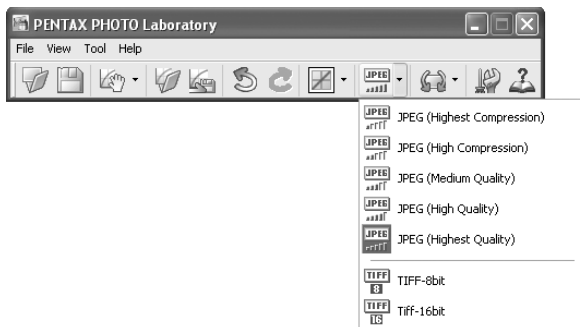 PENTAX PHOTO Laboratory
File View Tool Help
JPEG
JPEG JPEG (Highest Compression)
JPEG JPEG (High Compression)
JPEG JPEG (Medium Quality)
JPEG JPEG (High Quality)
JPEG JPEG (Highest Quality)
TIFF 8 TIFF-8bit
TIFF 16 Tiff-16bit